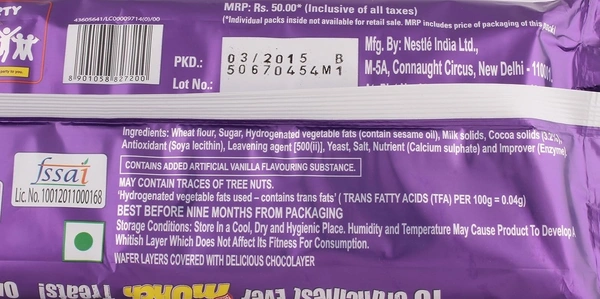 MRP: Rs. 50.00* (Inclusive of all taxes)
(*Individual packs inside not available for retail sale. MRP includes price of packaging of this
43605641/LC00009714(0)/00
PKD.: 03/2015 B
Lot No.: 50670454M1
8901058827200
Mfg. By: Nestlé India Ltd.,
M-5A, Connaught Circus, New Delhi -
Ingredients: Wheat flour, Sugar, Hydrogenated vegetable fats (contain sesame oil), Milk solids, Cocoa solids
Antioxidant (Soya lecithin), Leavening agent [500(ii)], Yeast, Salt, Nutrient (Calcium sulphate) and Improver (Enzyme).
CONTAINS ADDED ARTIFICIAL VANILLA FLAVOURING SUBSTANCE.
MAY CONTAIN TRACES OF TREE NUTS.
'Hydrogenated vegetable fats used – contains trans fats' ( TRANS FATTY ACIDS (TFA) PER 100g = 0.04g)
BEST BEFORE NINE MONTHS FROM PACKAGING
Storage Conditions: Store In a Cool, Dry and Hygienic Place. Humidity and Temperature May Cause Product To Develop A
Whitish Layer Which Does Not Affect Its Fitness For Consumption.
WAFER LAYERS COVERED WITH DELICIOUS CHOCOLAYER
fssai
Lic. No. 10012011000168
Treats!